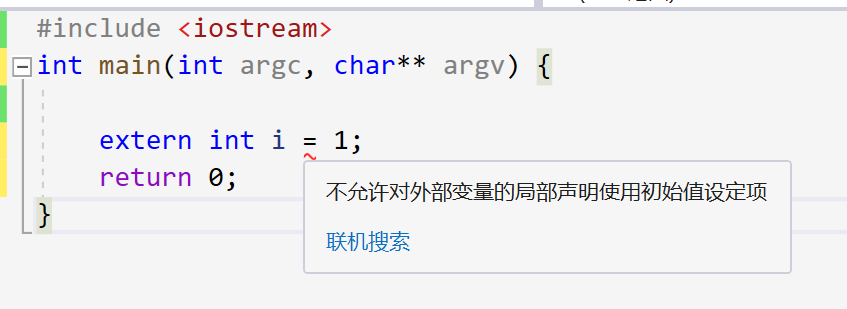 #include <iostream>
int main(int argc, char** argv) {
extern int i = 1;
return 0;
}
不允许对外部变量的局部声明使用初始值设定项
联机搜索